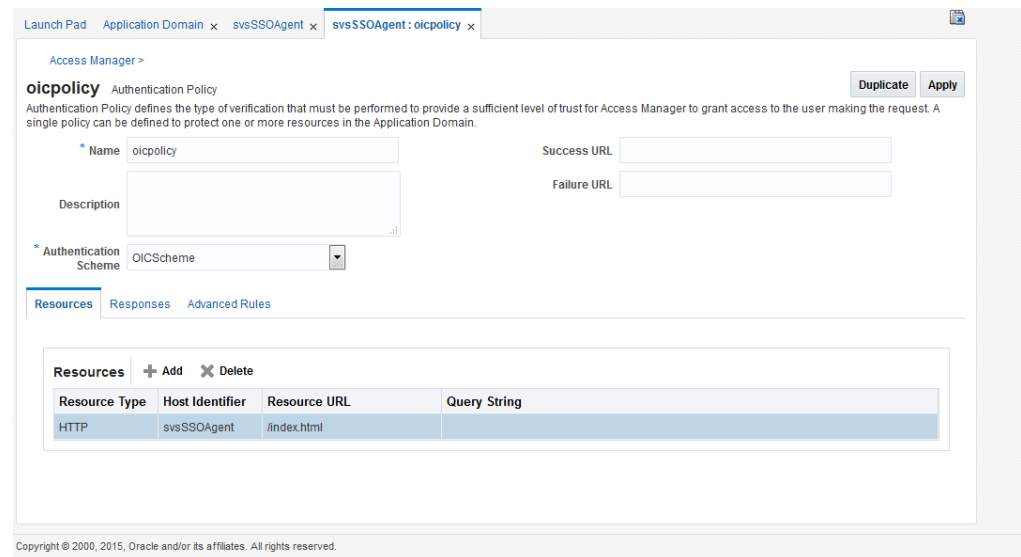 Launch Pad Application Domain x svsSSOAgent x svsSSOAgent : oicpolicy x
Access Manager >
oicpolicy Authentication Policy Duplicate Apply
Authentication Policy defines the type of verification that must be performed to provide a sufficient level of trust for Access Manager to grant access to the user making the request. A
single policy can be defined to protect one or more resources in the Application Domain.
* Name oicpolicy Success URL
Failure URL
Description
* Authentication
Scheme OICScheme
Resources Responses Advanced Rules
Resources Add Delete
Resource Type Host Identifier Resource URL Query String
HTTP svsSSOAgent /index.html
Copyright © 2000, 2015, Oracle and/or its affiliates. All rights reserved.